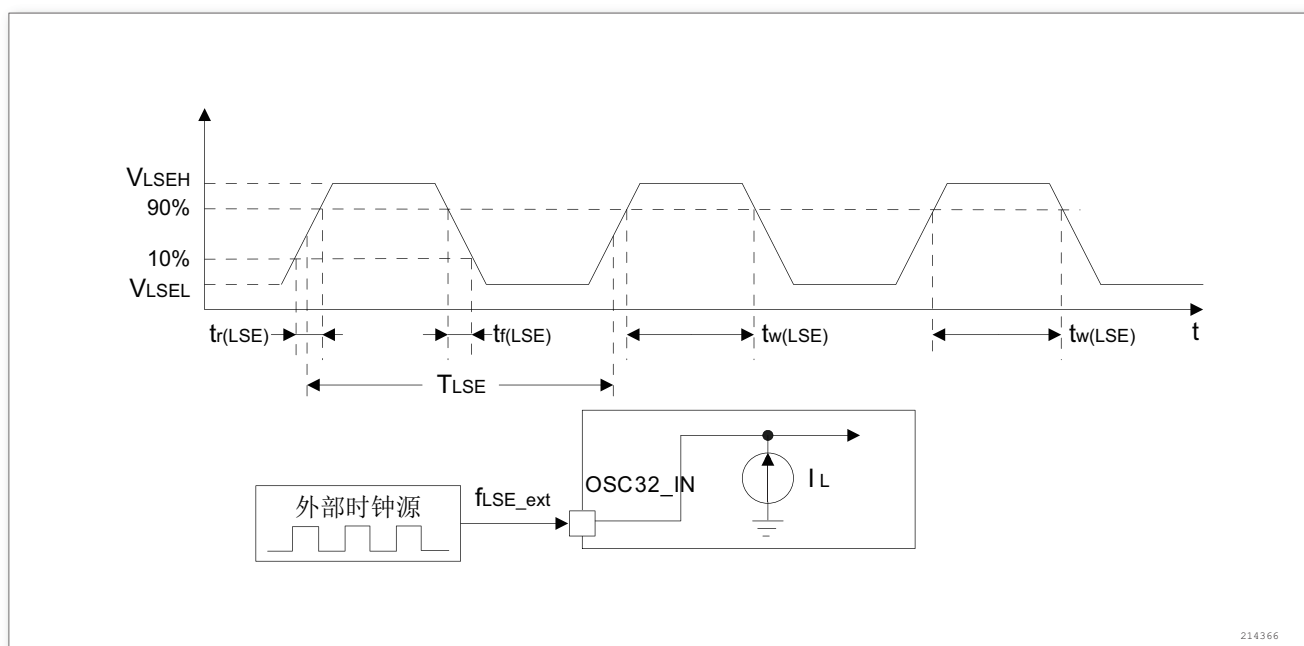 VLSEH
90%
10%
VLSEL
tr(LSE) tf(LSE) tw(LSE) tw(LSE) t
TLSE
OSC32_IN IL
外部时钟源 fLSE_ext
214366